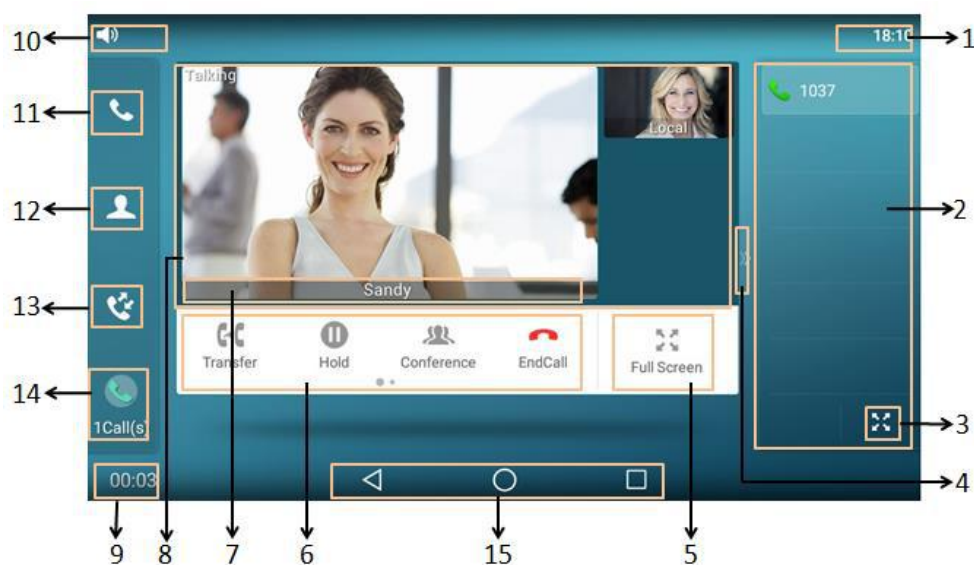 10
18:10
1
11
Talking
Local
1037
12
2
8
Sandy
13
Transfer
Hold
Conference
EndCall
Full Screen
14
1Call(s)
3
4
00:03
9
8
7
6
15
5